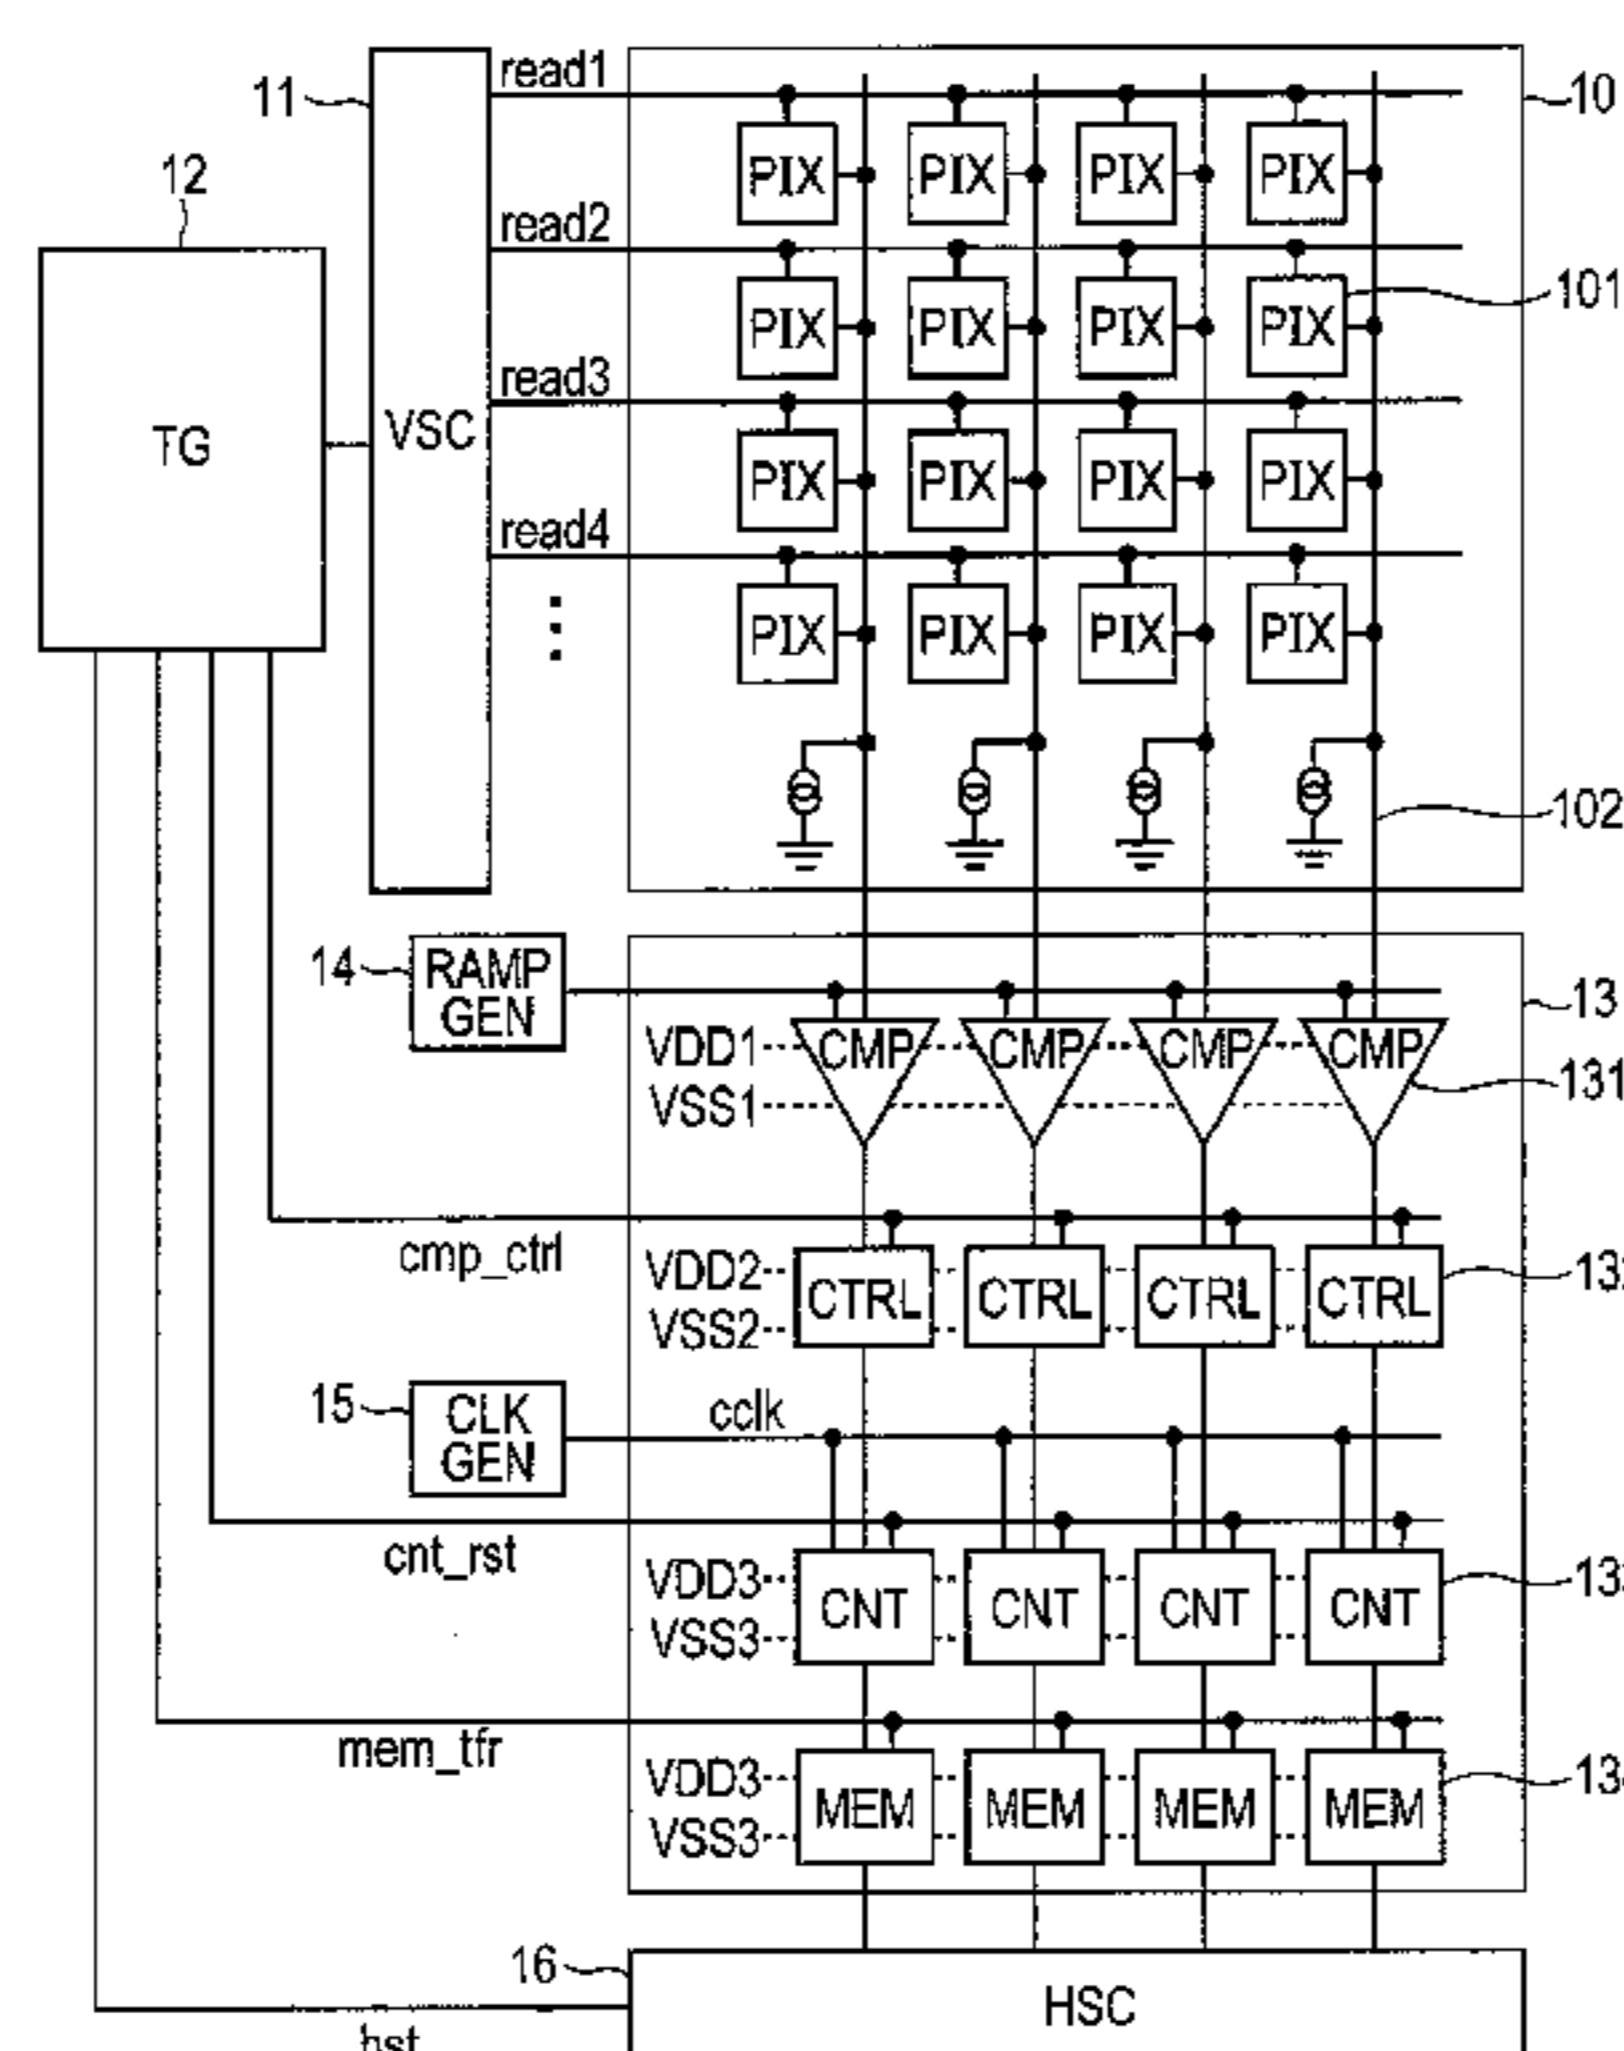 11
read1
10
PIX PIX PIX PIX
12
read2
101
PIX PIX PIX PIX
TG
VSC
read3
PIX PIX PIX PIX
read4
PIX PIX PIX PIX
102
14
RAMP
GEN
13
VDD1 CMP CMP CMP CMP
VSS1
131
cmp_ctrl
VDD2
VSS2
CTRL CTRL CTRL CTRL
15
CLK
GEN
cclk
cnt_rst
VDD3
VSS3
CNT CNT CNT CNT
mem_tfr
VDD3
VSS3
MEM MEM MEM MEM
16
HSC
hst